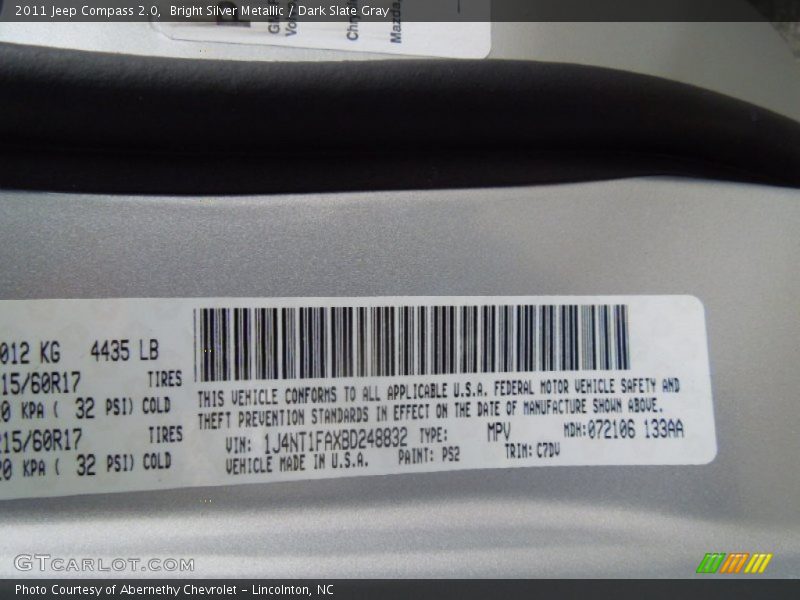 2011 Jeep Compass 2.0, Bright Silver Metallic / Dark Slate Gray
012 KG 4435 LB
15/60R17 TIRES
0 KPA ( 32 PSI) COLD
215/60R17 TIRES
20 KPA ( 32 PSI) COLD
THIS VEHICLE CONFORMS TO ALL APPLICABLE U.S.A. FEDERAL MOTOR VEHICLE SAFETY AND
THEFT PREVENTION STANDARDS IN EFFECT ON THE DATE OF MANUFACTURE SHOWN ABOVE.
VIN: 1J4NT1FAXBD248832 TYPE: MPV MDH:072106 133AA
VEHICLE MADE IN U.S.A. PAINT: PS2 TRIM: C7DV
GTCARLOT.COM
Photo Courtesy of Abernethy Chevrolet – Lincolnton, NC